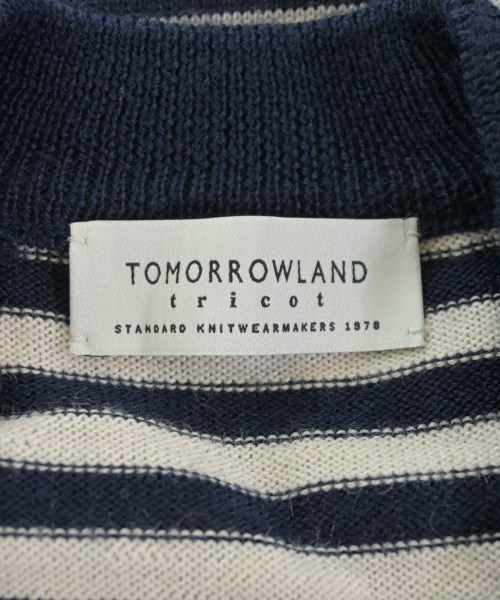 TOMORROWLAND
tricot
STANDARD KNITWEARMAKERS 1978